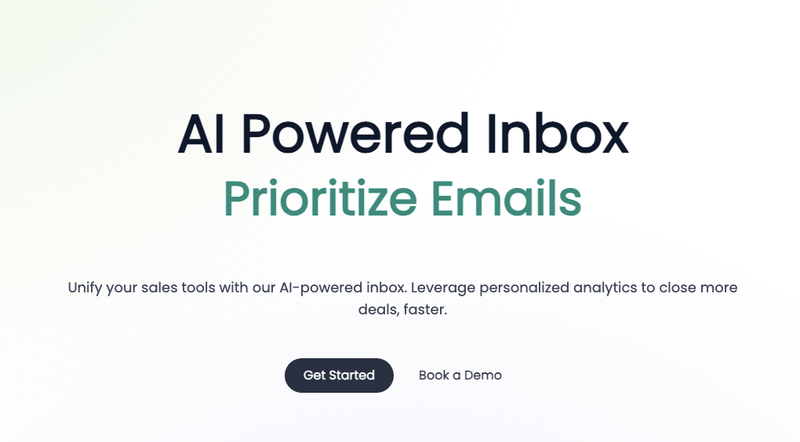 AI Powered Inbox
Prioritize Emails
Unify your sales tools with our AI-powered inbox. Leverage personalized analytics to close more
deals, faster.
Get Started
Book a Demo